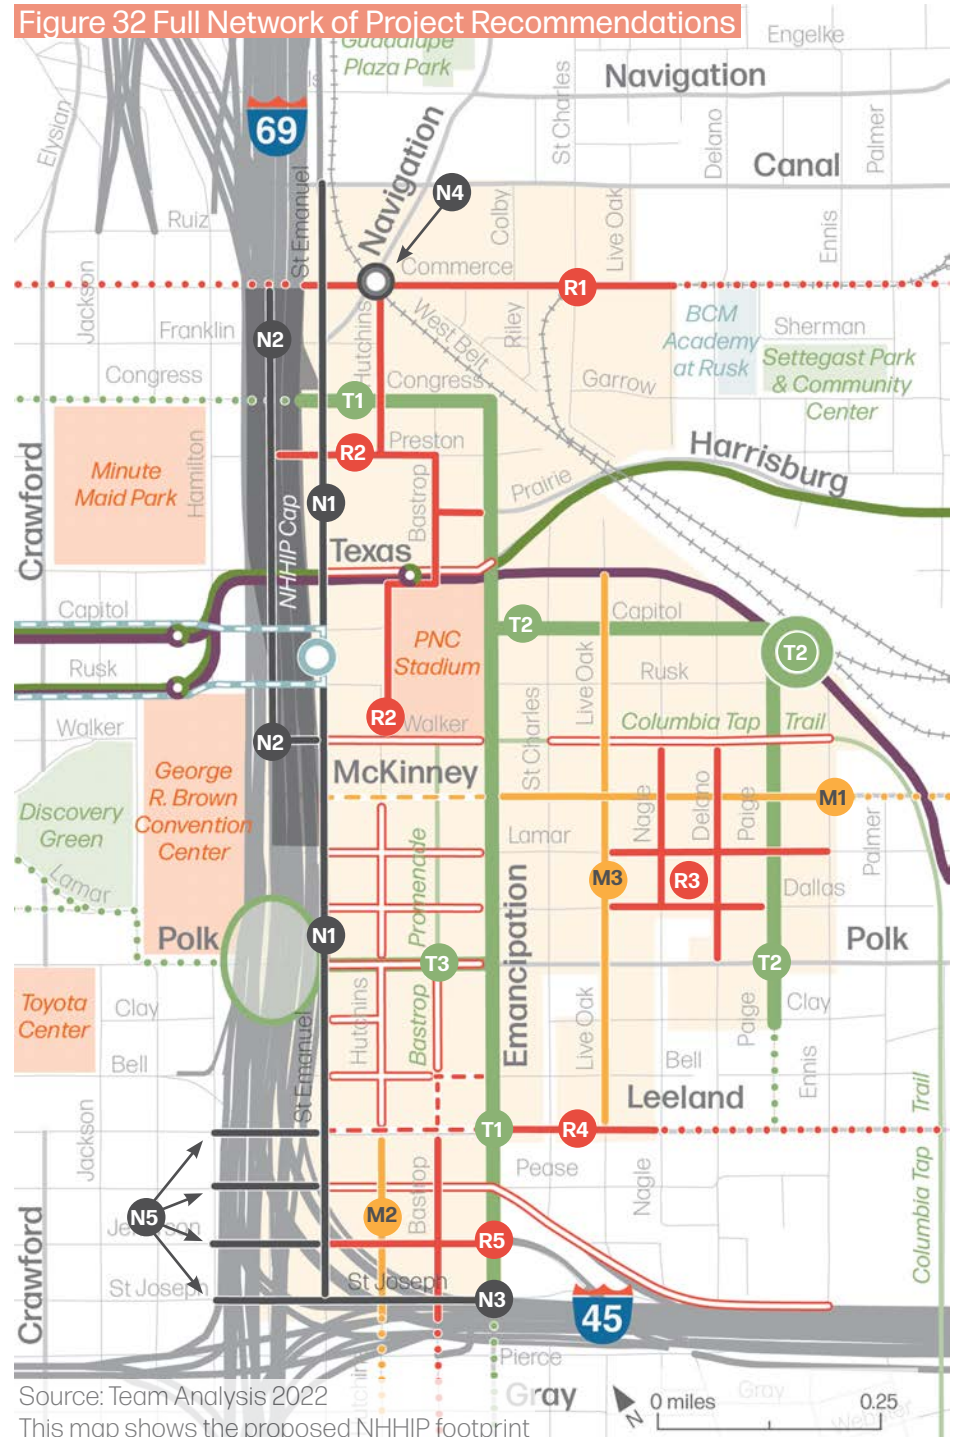 Figure 32 Full Network of Project Recommendations
Engelke
Guadalupe
Plaza Park
Navigation
St Charles
Delano
Palmer
Elysian
69
Navigation
Canal
St Emanuel
N4
Colby
Live Oak
Ennis
Ruiz
Commerce
R1
Jackson
Franklin
N2
Hutchins
West Belt
Riley
BCM
Academy
at Rusk
Sherman
Settegast Park
& Community
Center
Congress
T1
Congress
Garrow
Crawford
Minute
Maid Park
Hamilton
R2
Preston
Bastrop
Prairie
Harrisburg
N1
NHHIP Cap
Texas
Capitol
T2
Capitol
PNC
Stadium
Live Oak
T2
Rusk
Rusk
R2
Walker
Walker
St Charles
Columbia Tap
Trail
N2
McKinney
George
R. Brown
Convention
Center
Discovery
Green
Lamar
Nagle
Delano
Paige
M1
Palmer
Lamar
Promenade
Emancipation
M3
R3
Dallas
Polk
N1
T3
T2
Polk
Toyota
Center
Clay
Hutchins
Bastrop
Live Oak
Paige
Clay
Bell
St Emanuel
Bell
Ennis
Leeland
Trail
Jackson
T1
R4
Pease
Nagle
Columbia Tap
N5
Jefferson
M2
Bastrop
R5
Crawford
St Joseph
St Joseph
N3
45
Pierce
Source: Team Analysis 2022
Hutchins
Gray
N
0 miles
0.25
Gray
Webster
This map shows the proposed NHHIP footprint